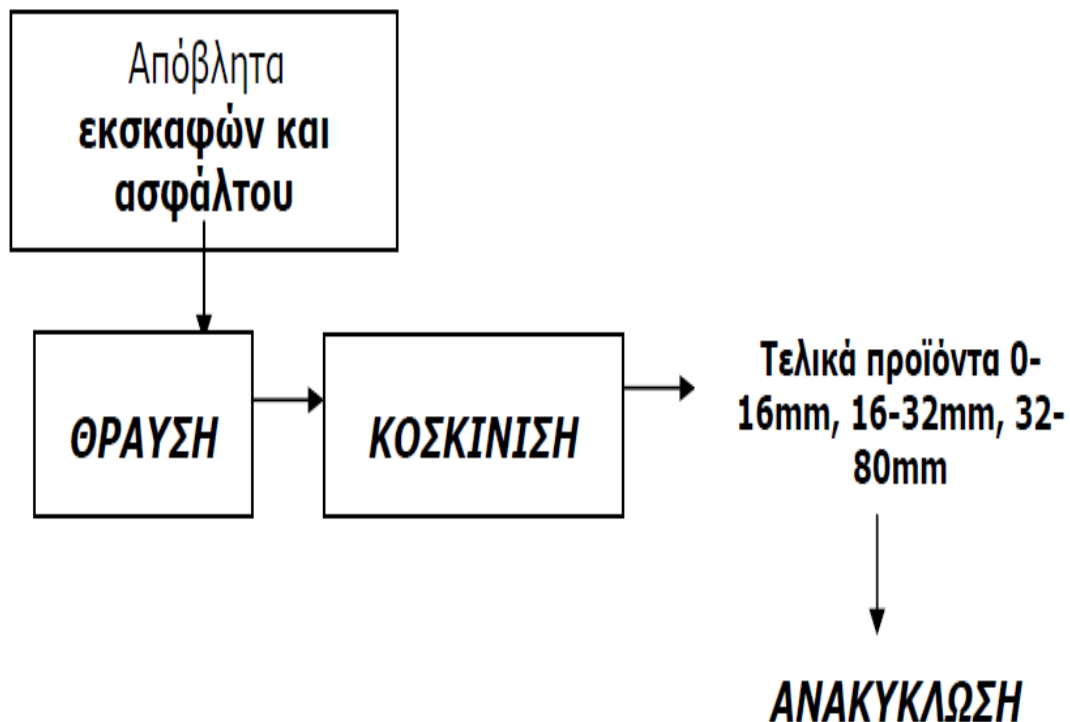 Απόβλητα
εκσκαφών και
ασφάλτου
ΘΡΑΥΣΗ
ΚΟΣΚΙΝΙΣΗ
Τελικά προϊόντα 0-
16mm, 16-32mm, 32-
80mm
ΑΝΑΚΥΚΛΩΣΗ